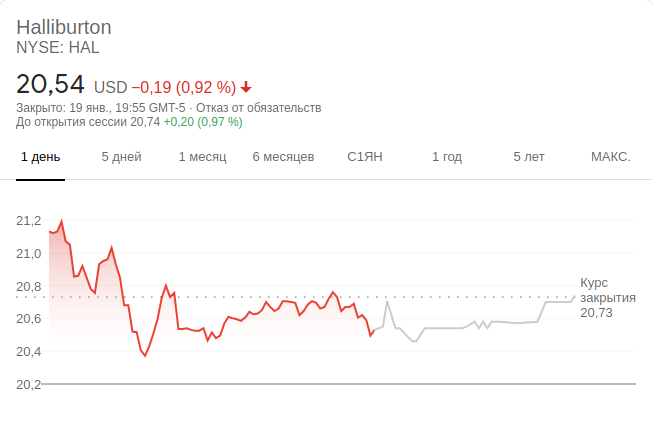 Halliburton
NYSE: HAL
20,54 USD −0,19 (0,92 %)
Закрыто: 19 янв., 19:55 GMT-5 · Отказ от обязательств
До открытия сессии 20,74 +0,20 (0,97 %)
1 день 5 дней 1 месяц 6 месяцев С1ЯН 1 год 5 лет МАКС.
21,2
21,0
20,8
20,6
20,4
20,2
Курс
закрытия
20,73